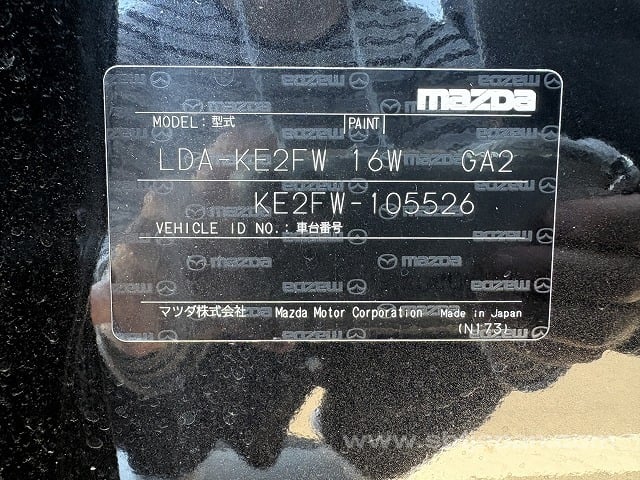 mazda
MODEL: 型式 PAINT
LDA-KE2FW 16W GA2
KE2FW-105526
VEHICLE ID NO.: 車台番号
マツダ株式会社 Mazda Motor Corporation Made in Japan
(N173)